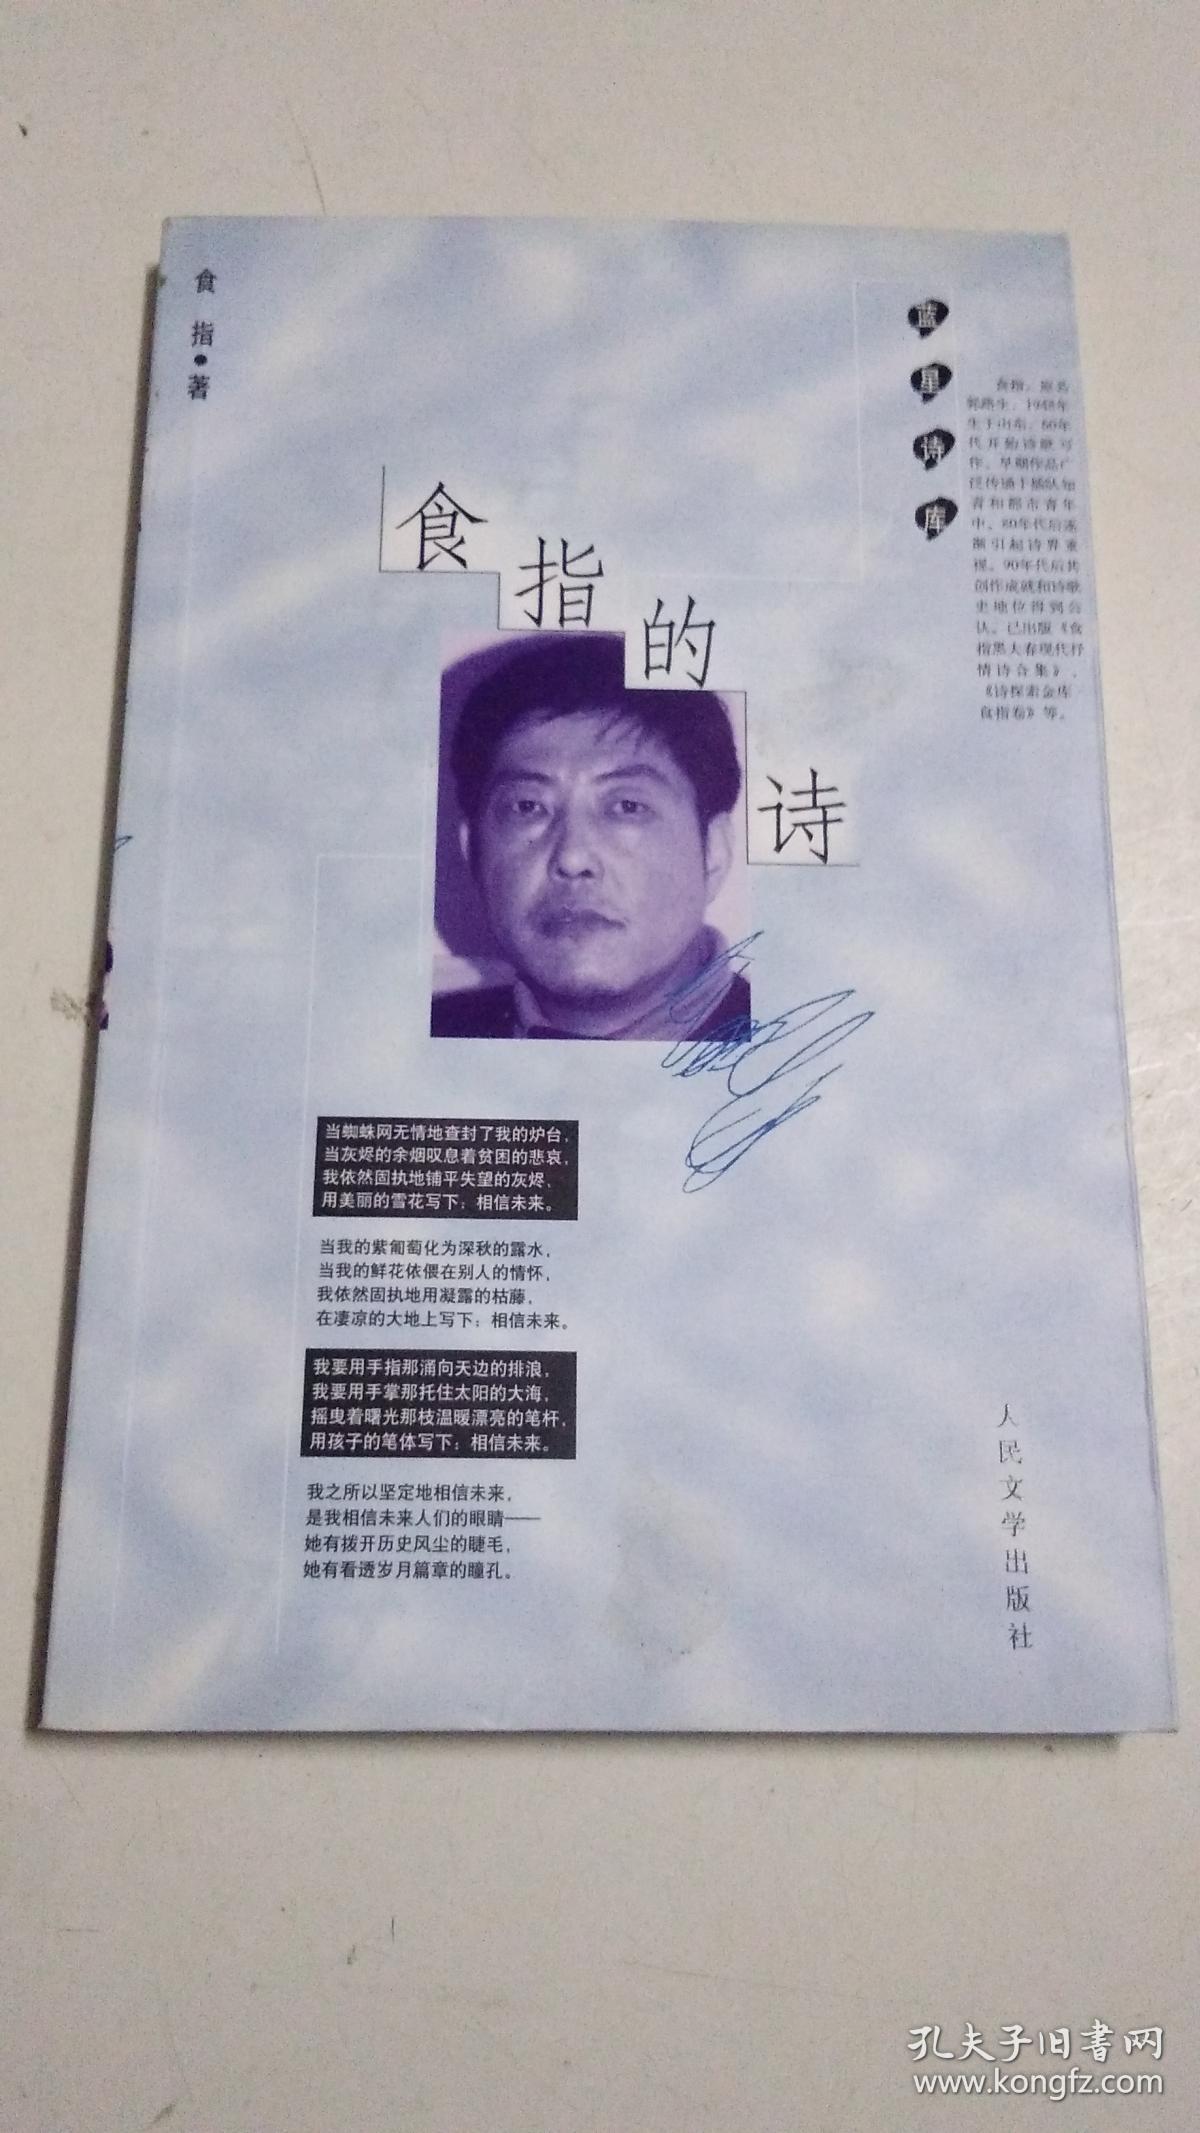 食指·著
蓝星诗库
食指的诗
食指，原名
郭路生，1948年
生于山东，60年
代开始诗歌写
作，早期作品广
泛传诵于插队知
青和都市青年
中，80年代后逐
渐引起诗界重
视，90年代后其
创作成就和诗歌
史地位得到公
认。已出版《食
指黑大春现代抒
情诗合集》、
《诗探索金库·
食指卷》等。
当蜘蛛网无情地查封了我的炉台，
当灰烬的余烟叹息着贫困的悲哀，
我依然固执地铺平失望的灰烬，
用美丽的雪花写下：相信未来。
当我的紫匍萄化为深秋的露水，
当我的鲜花依偎在别人的情怀，
我依然固执地用凝露的枯藤，
在凄凉的大地上写下：相信未来。
我要用手指那涌向天边的排浪，
我要用手掌那托住太阳的大海，
摇曳着曙光那枝温暖漂亮的笔杆，
用孩子的笔体写下：相信未来。
我之所以坚定地相信未来，
是我相信未来人们的眼睛——
她有拨开历史风尘的睫毛，
她有看透岁月篇章的瞳孔。
人民文学出版社
孔夫子旧书网
www.kongfz.com